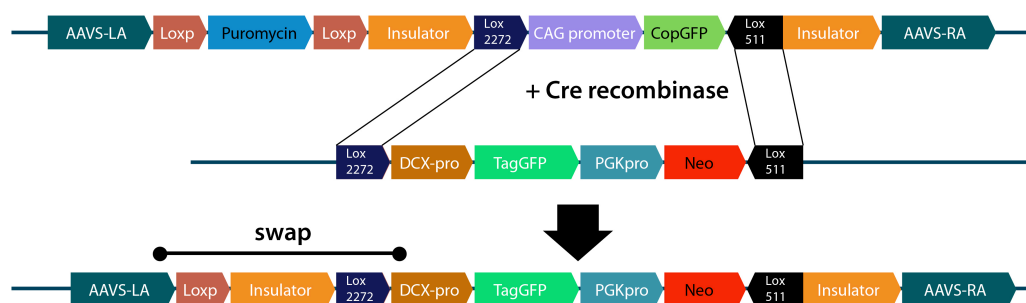 AAVS-LA Loxp Puromycin Loxp Insulator Lox 2272 CAG promoter CopGFP Lox 511 Insulator AAVS-RA
+ Cre recombinase
Lox 2272 DCX-pro TagGFP PGKpro Neo Lox 511
swap
AAVS-LA Loxp Insulator Lox 2272 DCX-pro TagGFP PGKpro Neo Lox 511 Insulator AAVS-RA